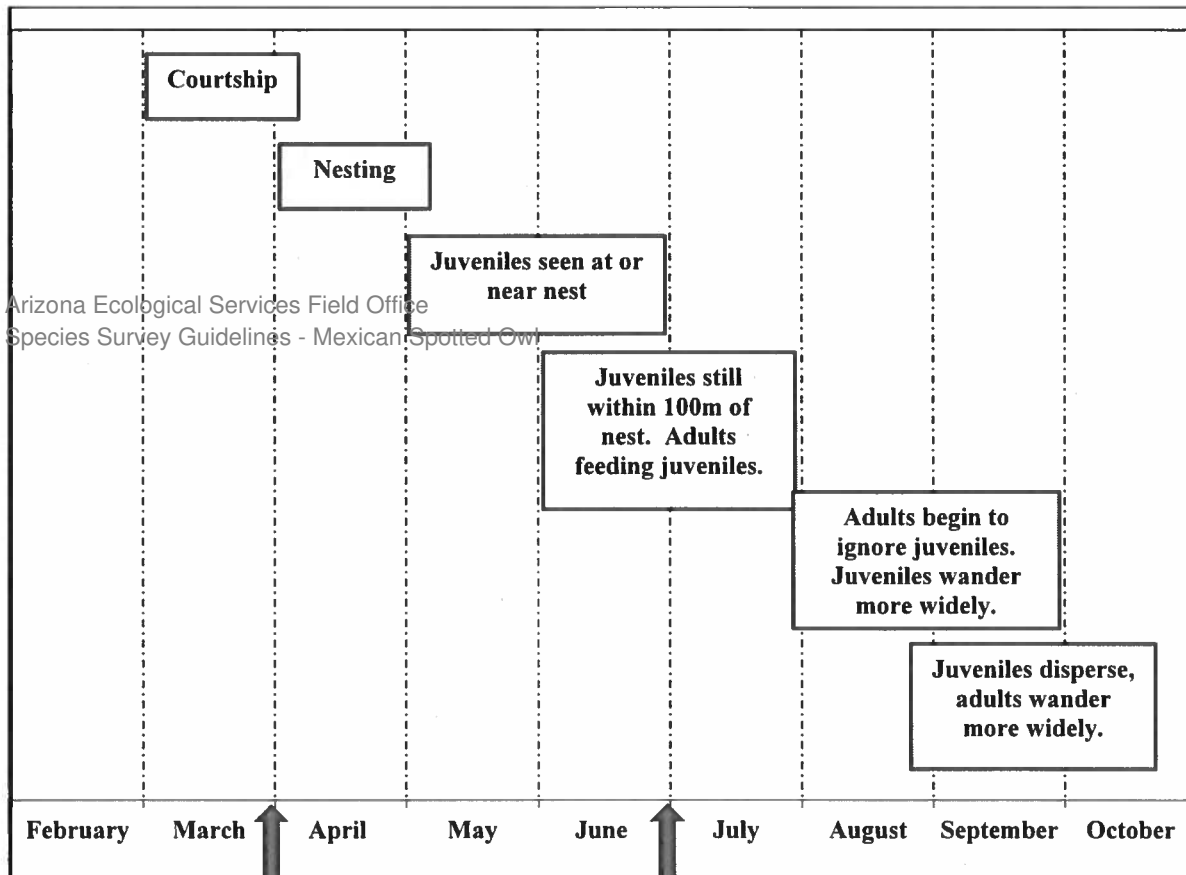 Courtship
Nesting
Juveniles seen at or
near nest
Arizona Ecological Services Field Office
Species Survey Guidelines - Mexican Spotted Owl
Juveniles still
within 100m of
nest. Adults
feeding juveniles.
Adults begin to
ignore juveniles.
Juveniles wander
more widely.
Juveniles disperse,
adults wander
more widely.
February March April May June July August September October